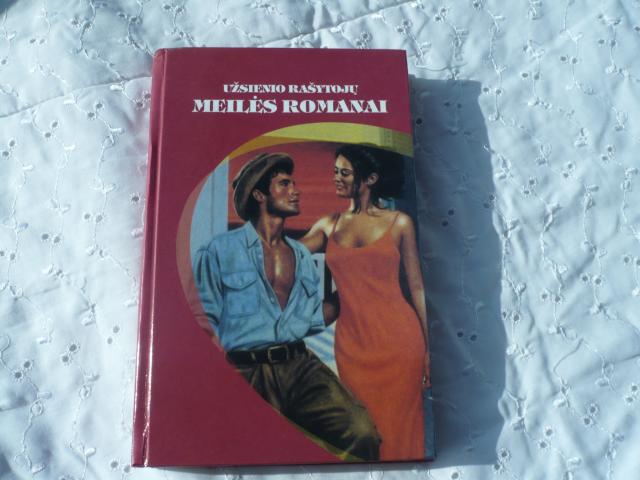 UŽSIENIO RAŠYTOJŲ
MEILĖS ROMANAI